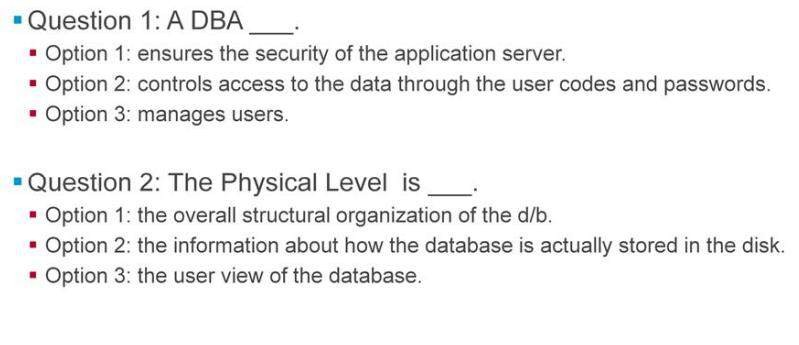 Question 1: A DBA ___.
Option 1: ensures the security of the application server.
Option 2: controls access to the data through the user codes and passwords.
Option 3: manages users.
Question 2: The Physical Level is ___.
Option 1: the overall structural organization of the d/b.
Option 2: the information about how the database is actually stored in the disk.
Option 3: the user view of the database.